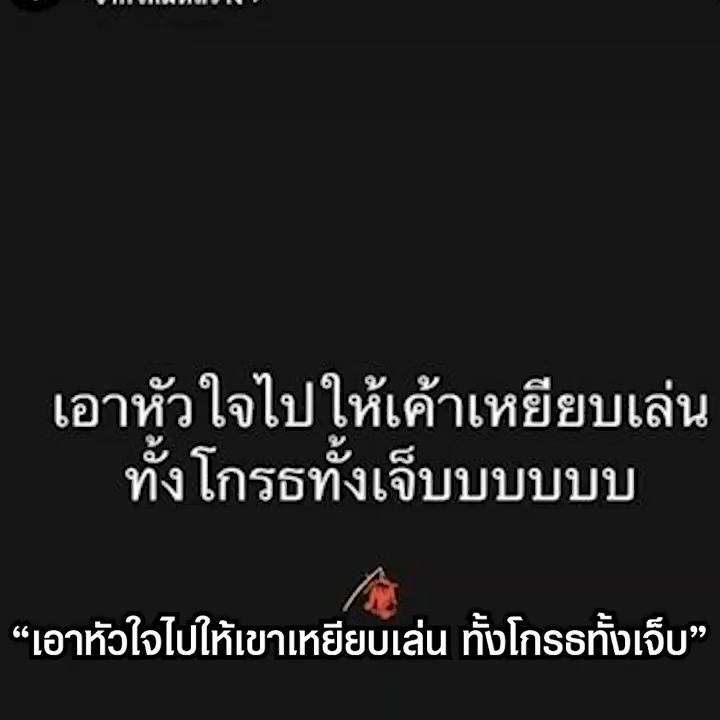 เอาหัวใจไปให้เค้าเหยียบเล่น
ทั้งโกรธทั้งเจ็บบบบบบ
“เอาหัวใจไปให้เขาเหยียบเล่น ทั้งโกรธทั้งเจ็บ”